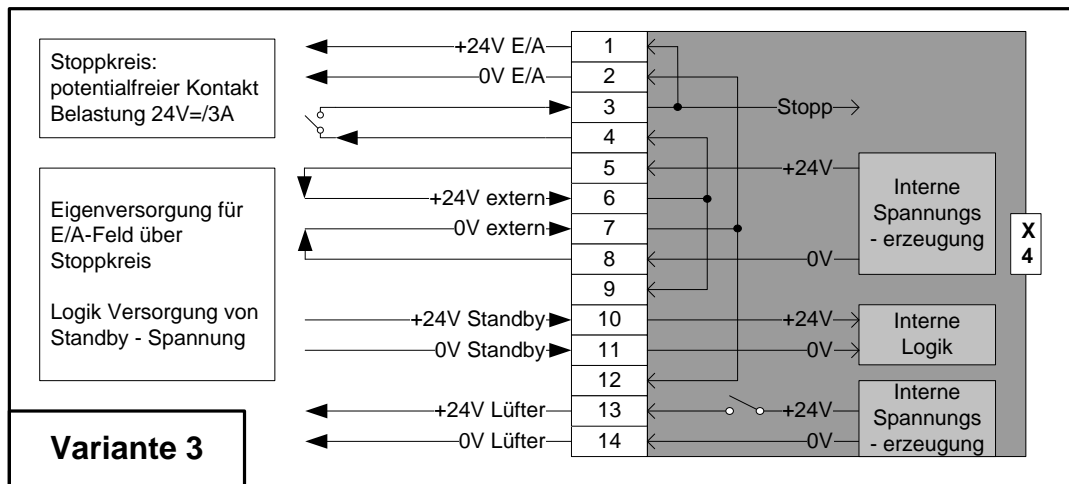 Stoppkreis:
potentialfreier Kontakt
Belastung 24V=/3A
Eigenversorgung für
E/A-Feld über
Stoppkreis
Logik Versorgung von
Standby - Spannung
Variante 3
+24V E/A
0V E/A
+24V extern
0V extern
+24V Standby
0V Standby
+24V Lüfter
0V Lüfter
1
2
3
4
5
6
7
8
9
10
11
12
13
14
Stopp
+24V
0V
+24V
0V
+24V
0V
Interne
Spannungs
- erzeugung
Interne
Logik
Interne
Spannungs
- erzeugung
X
4